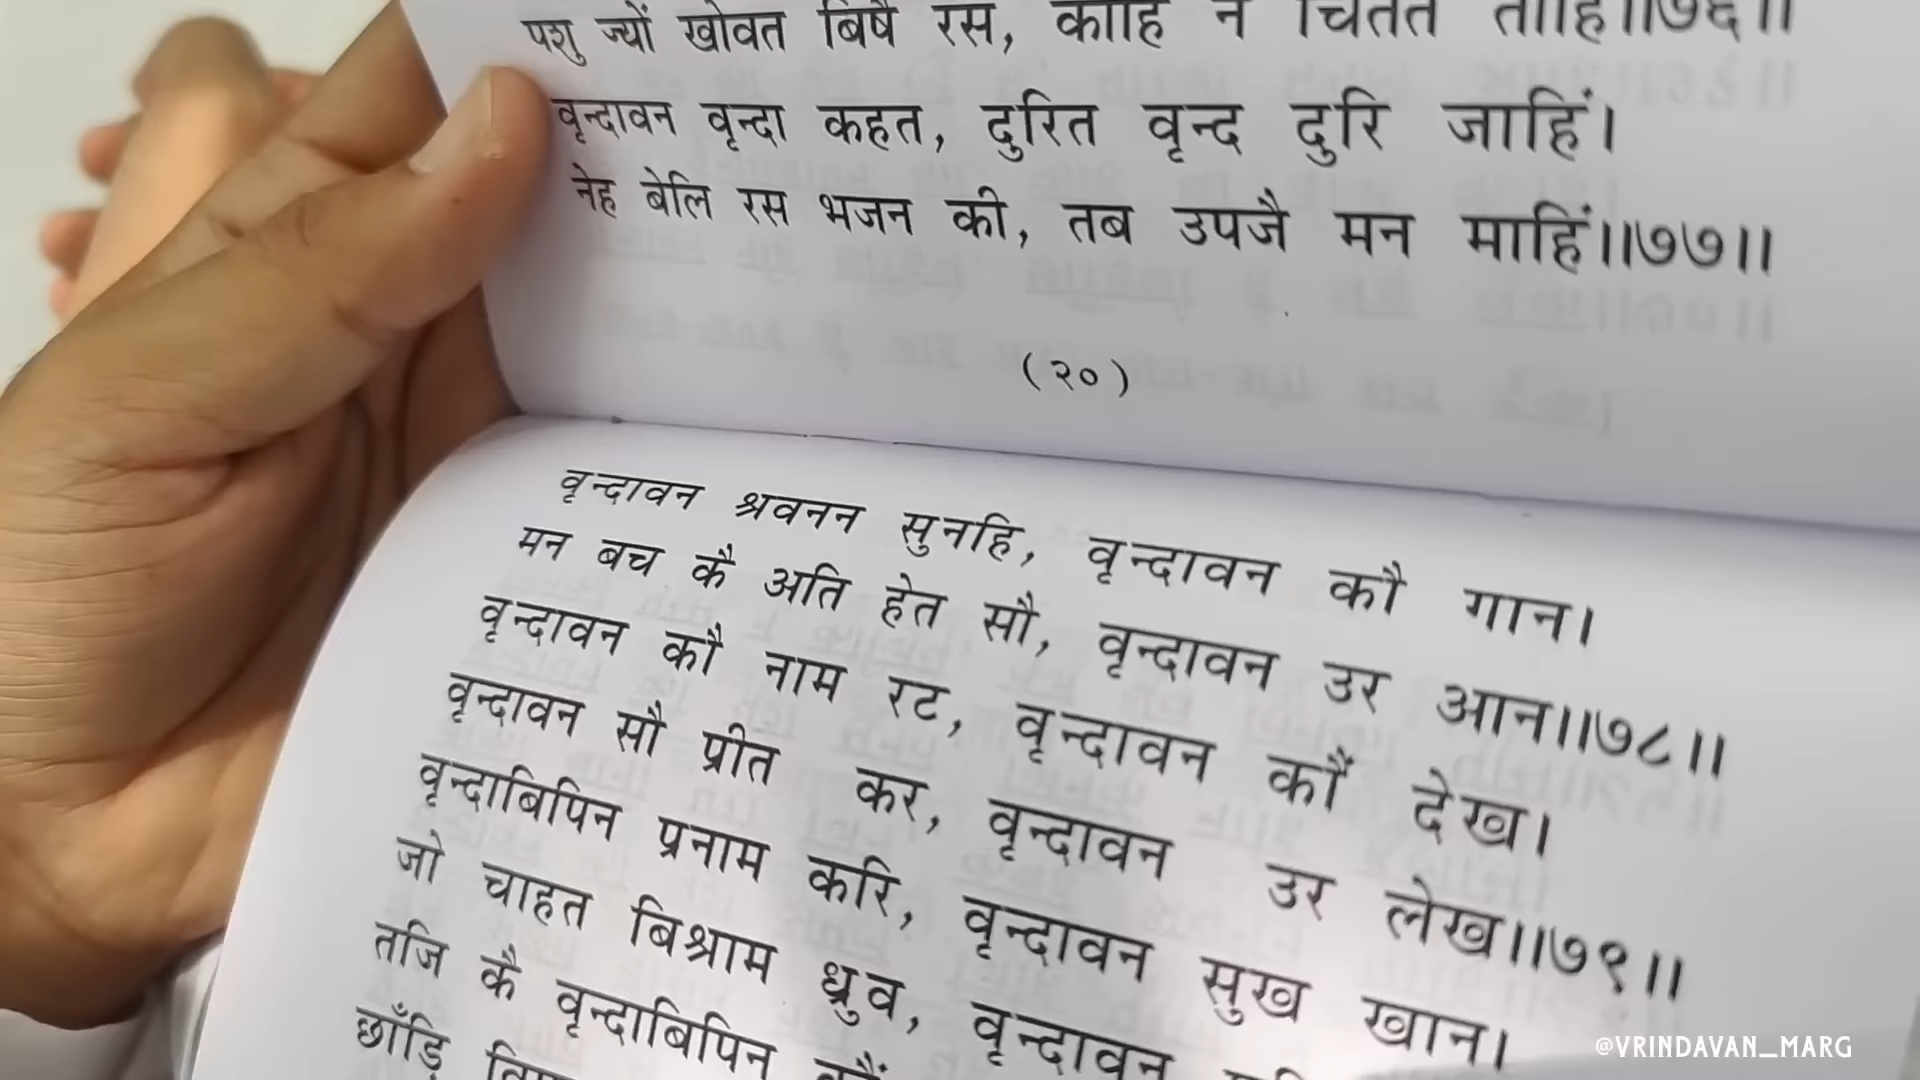 पशु ज्यों खोवत बिषै रस, काहि न चितत ताहि॥७६॥
वृन्दावन वृन्दा कहत, दुरित वृन्द दुरि जाहिं।
नेह बेलि रस भजन की, तब उपजै मन माहिं॥७७॥
(२०)
वृन्दावन श्रवनन सुनहि, वृन्दावन कौ गान।
मन बच कै अति हेत सौ, वृन्दावन उर आन॥७८॥
वृन्दावन कौ नाम रट, वृन्दावन कौं देख।
वृन्दावन सौ प्रीत कर, वृन्दावन उर लेख॥७९॥
वृन्दाबिपिन प्रनाम करि, वृन्दावन सुख खान।
जो चाहत बिश्राम ध्रुव, वृन्दावन
तजि कै वृन्दाबिपिन कौं
छाँड़ि
@VRINDAVAN_MARG